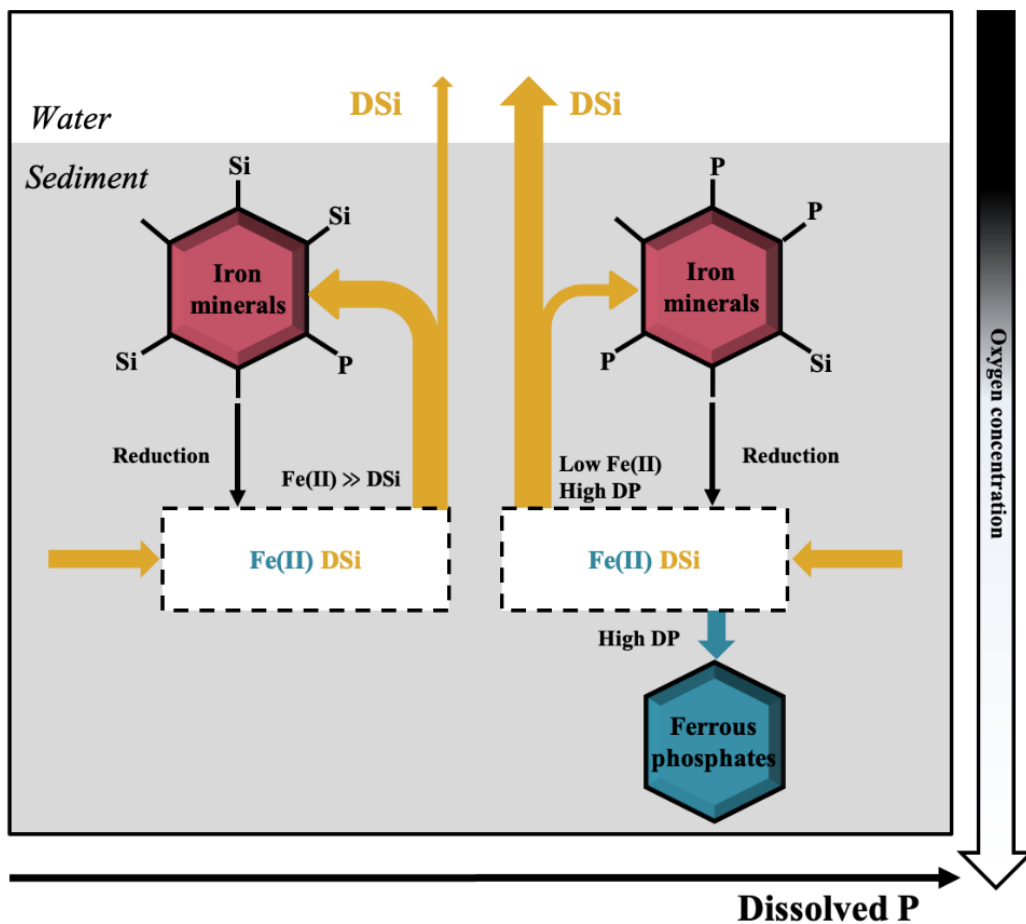 Water
Sediment
DSi
DSi
Si
Si
Iron
minerals
Si
P
P
P
Iron
minerals
P
Si
Reduction
Fe(II) ≫ DSi
Low Fe(II)
High DP
Reduction
Fe(II) DSi
Fe(II) DSi
High DP
Ferrous
phosphates
Oxygen concentration
Dissolved P